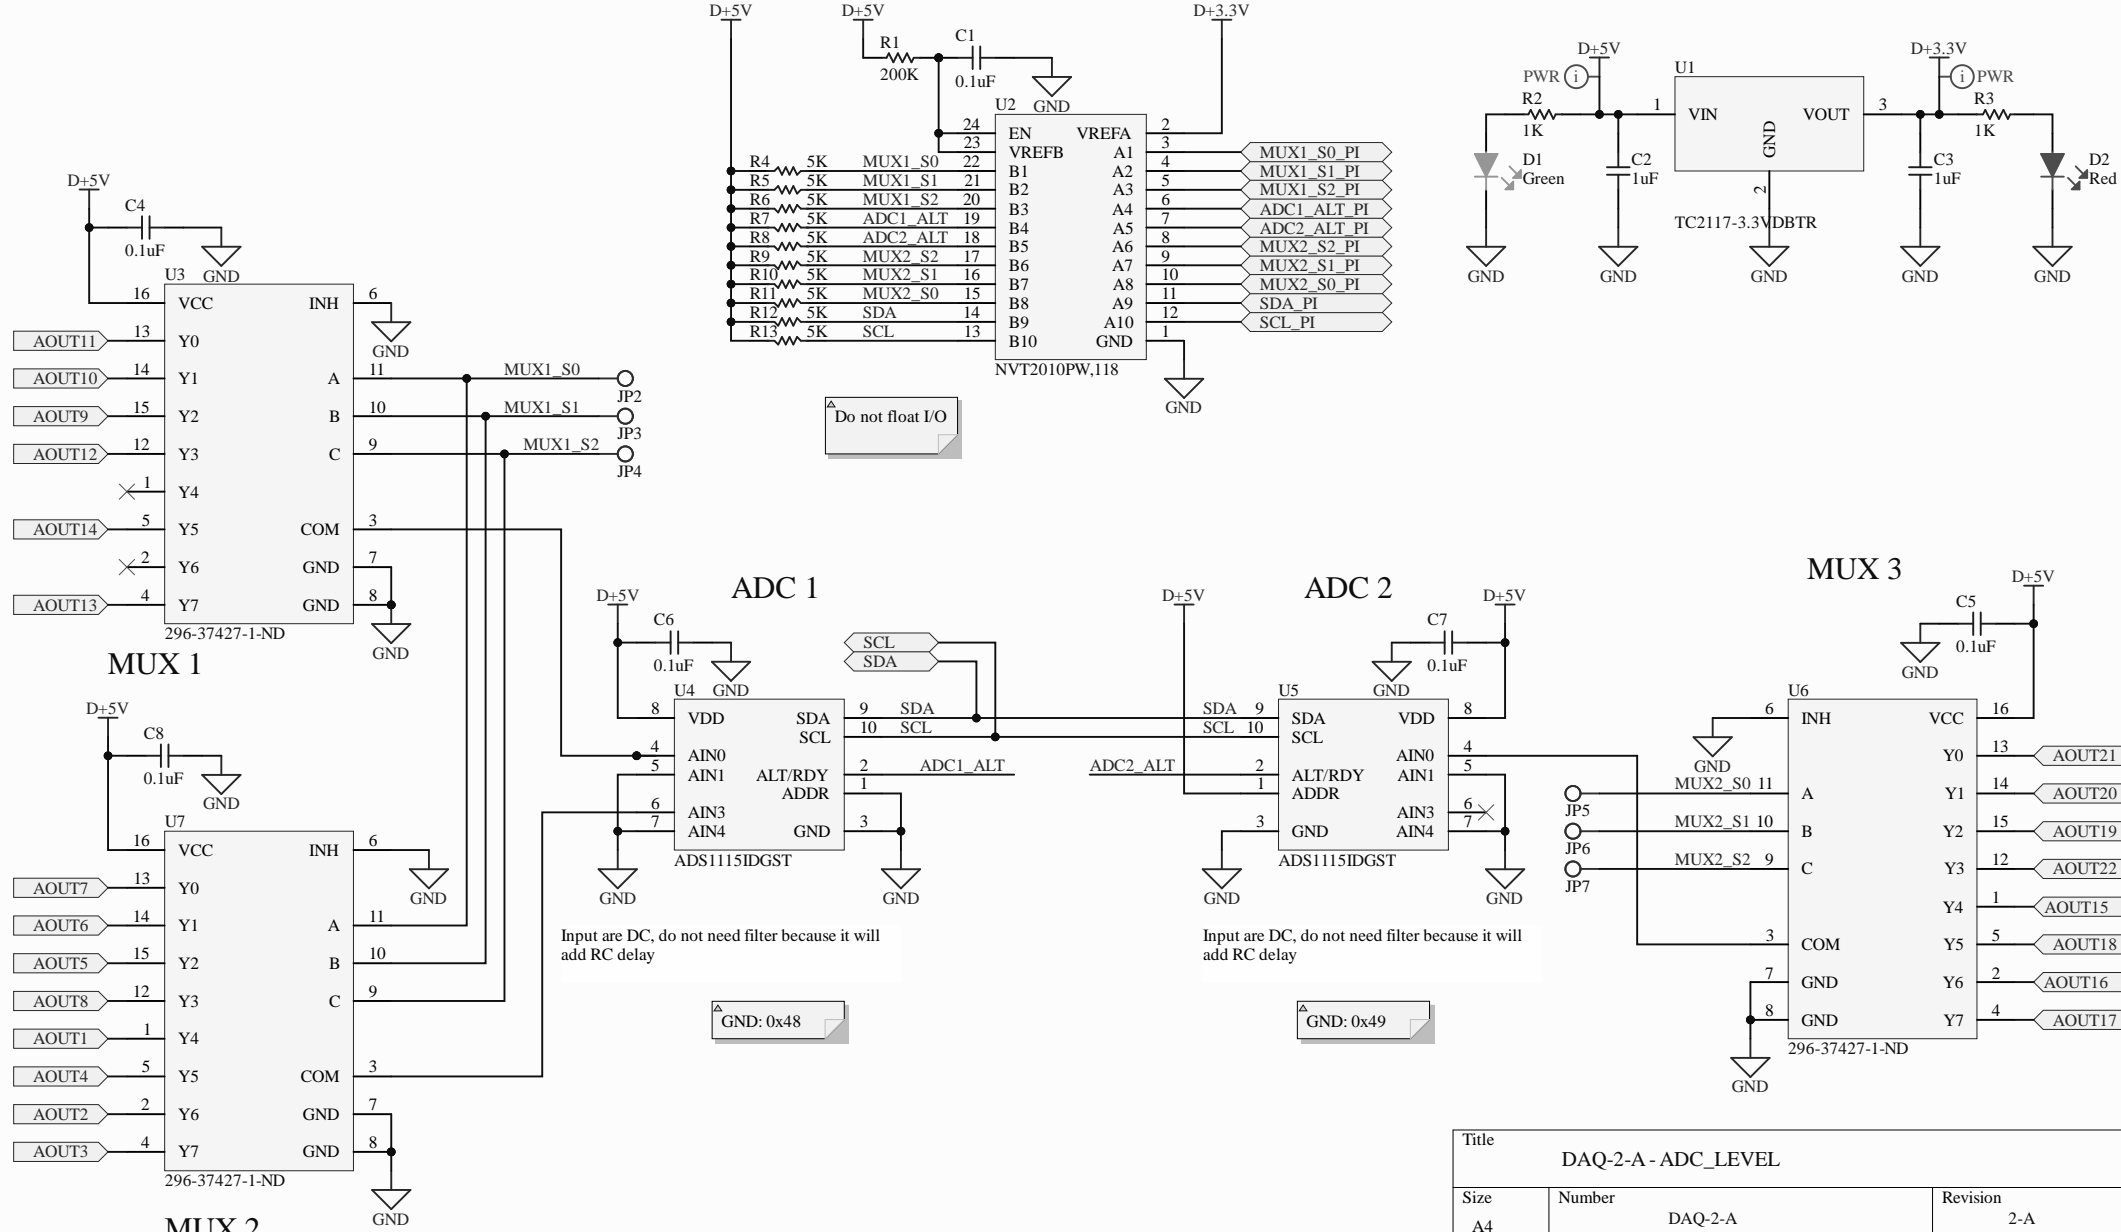 D+5V
D+5V
D+3.3V
R1
200K
C1
0.1uF
GND
U2
24 EN VREFA 2
23 VREFB A1 3 MUX1_S0_PI
R4 5K MUX1_S0 22 B1 A2 4 MUX1_S1_PI
R5 5K MUX1_S1 21 B2 A3 5 MUX1_S2_PI
R6 5K MUX1_S2 20 B3 A4 6 ADC1_ALT_PI
R7 5K ADC1_ALT 19 B4 A5 7 ADC2_ALT_PI
R8 5K ADC2_ALT 18 B5 A6 8 MUX2_S2_PI
R9 5K MUX2_S2 17 B6 A7 9 MUX2_S1_PI
R10 5K MUX2_S1 16 B7 A8 10 MUX2_S0_PI
R11 5K MUX2_S0 15 B8 A9 11 SDA_PI
R12 5K SDA 14 B9 A10 12 SCL_PI
R13 5K SCL 13 B10 GND 1
NVT2010PW,118
GND
Do not float I/O
D+5V
D+3.3V
PWR i
i PWR
U1
R2
1K
1 VIN VOUT 3
GND
2
R3
1K
D1
Green
C2
1uF
C3
1uF
D2
Red
TC2117-3.3VDBTR
GND
GND
GND
GND
GND
D+5V
C4
0.1uF
GND
U3
16 VCC INH 6
GND
AOUT11 13 Y0
AOUT10 14 Y1 A 11 MUX1_S0
JP2
AOUT9 15 Y2 B 10 MUX1_S1
JP3
AOUT12 12 Y3 C 9 MUX1_S2
JP4
1 Y4
AOUT14 5 Y5 COM 3
2 Y6 GND 7
AOUT13 4 Y7 GND 8
296-37427-1-ND
GND
MUX 1
D+5V
C8
0.1uF
GND
U7
16 VCC INH 6
GND
AOUT7 13 Y0
AOUT6 14 Y1 A 11
AOUT5 15 Y2 B 10
AOUT8 12 Y3 C 9
AOUT1 1 Y4
AOUT4 5 Y5 COM 3
AOUT2 2 Y6 GND 7
AOUT3 4 Y7 GND 8
296-37427-1-ND
GND
MUX 2
ADC 1
D+5V
C6
0.1uF
GND
SCL
SDA
U4
8 VDD SDA 9 SDA
SCL 10 SCL
4 AIN0
5 AIN1 ALT/RDY 2 ADC1_ALT
ADDR 1
6 AIN3
7 AIN4 GND 3
ADS1115IDGST
GND
GND
Input are DC, do not need filter because it will
add RC delay
GND: 0x48
ADC 2
D+5V
D+5V
C7
0.1uF
GND
U5
SDA 9 SDA VDD 8
SCL 10 SCL
AIN0 4
ADC2_ALT 2 ALT/RDY AIN1 5
1 ADDR
AIN3 6
3 GND AIN4 7
ADS1115IDGST
GND
GND
Input are DC, do not need filter because it will
add RC delay
GND: 0x49
MUX 3
D+5V
C5
0.1uF
GND
U6
6 INH VCC 16
GND
Y0 13 AOUT21
JP5
MUX2_S0 11 A Y1 14 AOUT20
JP6
MUX2_S1 10 B Y2 15 AOUT19
JP7
MUX2_S2 9 C Y3 12 AOUT22
Y4 1 AOUT15
3 COM Y5 5 AOUT18
7 GND Y6 2 AOUT16
8 GND Y7 4 AOUT17
296-37427-1-ND
GND
Title
DAQ-2-A - ADC_LEVEL
Size
A4
Number
DAQ-2-A
Revision
2-A